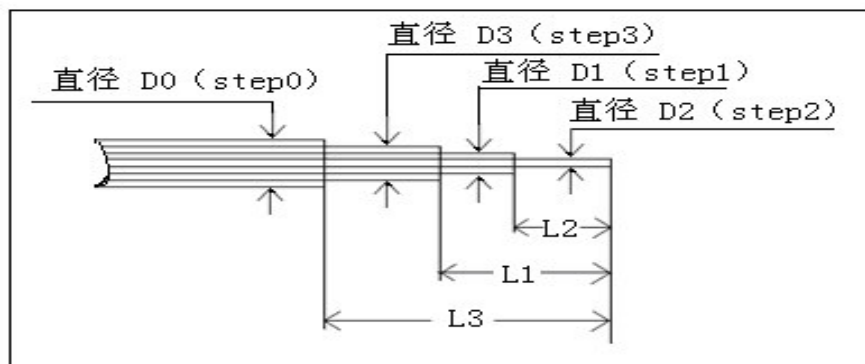 直径 D3（step3）
直径 D0（step0）
直径 D1（step1）
直径 D2（step2）
L2
L1
L3